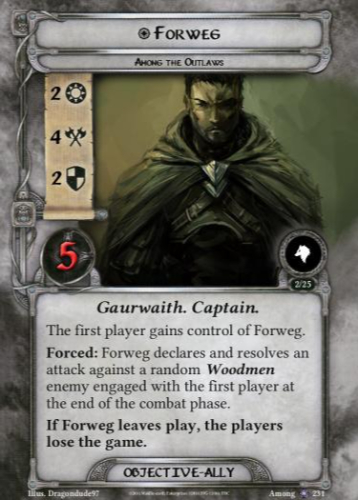 Forweg
Among the Outlaws
2
4
2
5
2/25
Gaurwaith. Captain.
The first player gains control of Forweg.
Forced: Forweg declares and resolves an
attack against a random Woodmen
enemy engaged with the first player at
the end of the combat phase.
If Forweg leaves play, the players
lose the game.
OBJECTIVE-ALLY
Illus. Dragondude97
Among 231